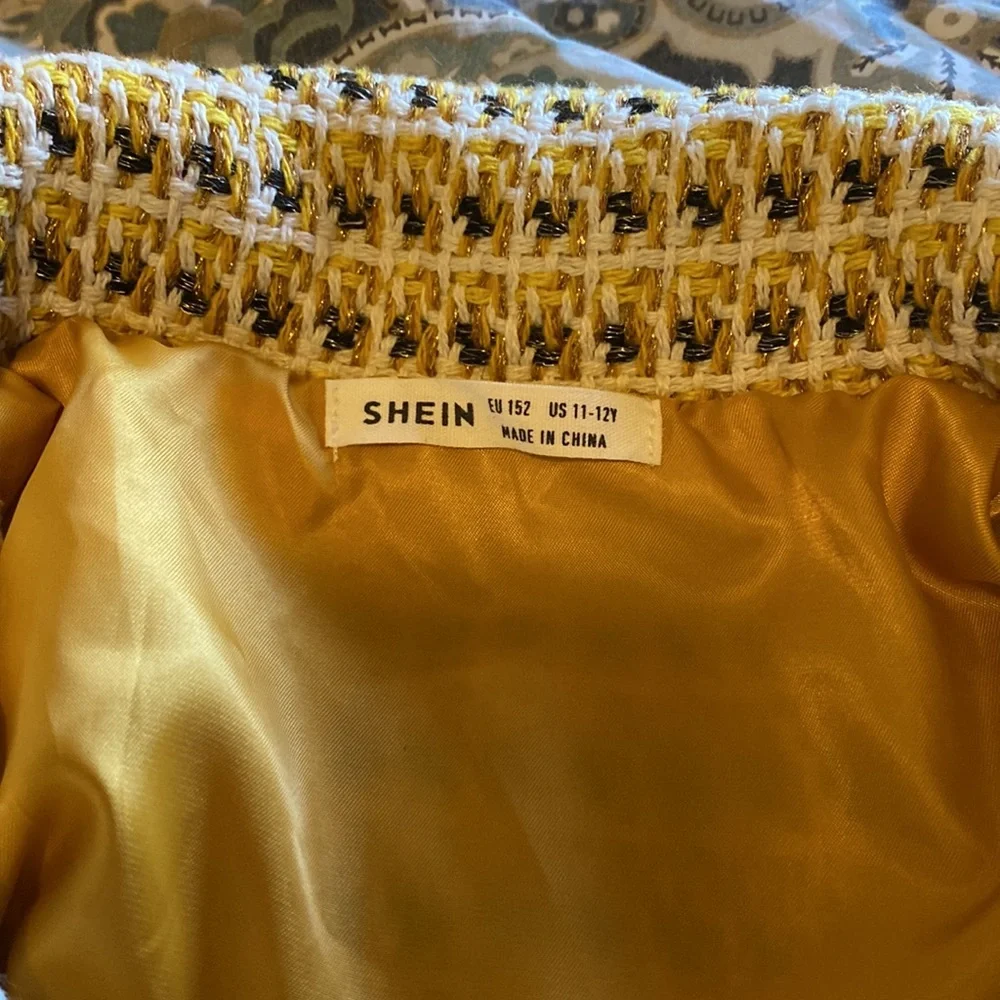 SHEIN EU 152 US 11-12Y
MADE IN CHINA